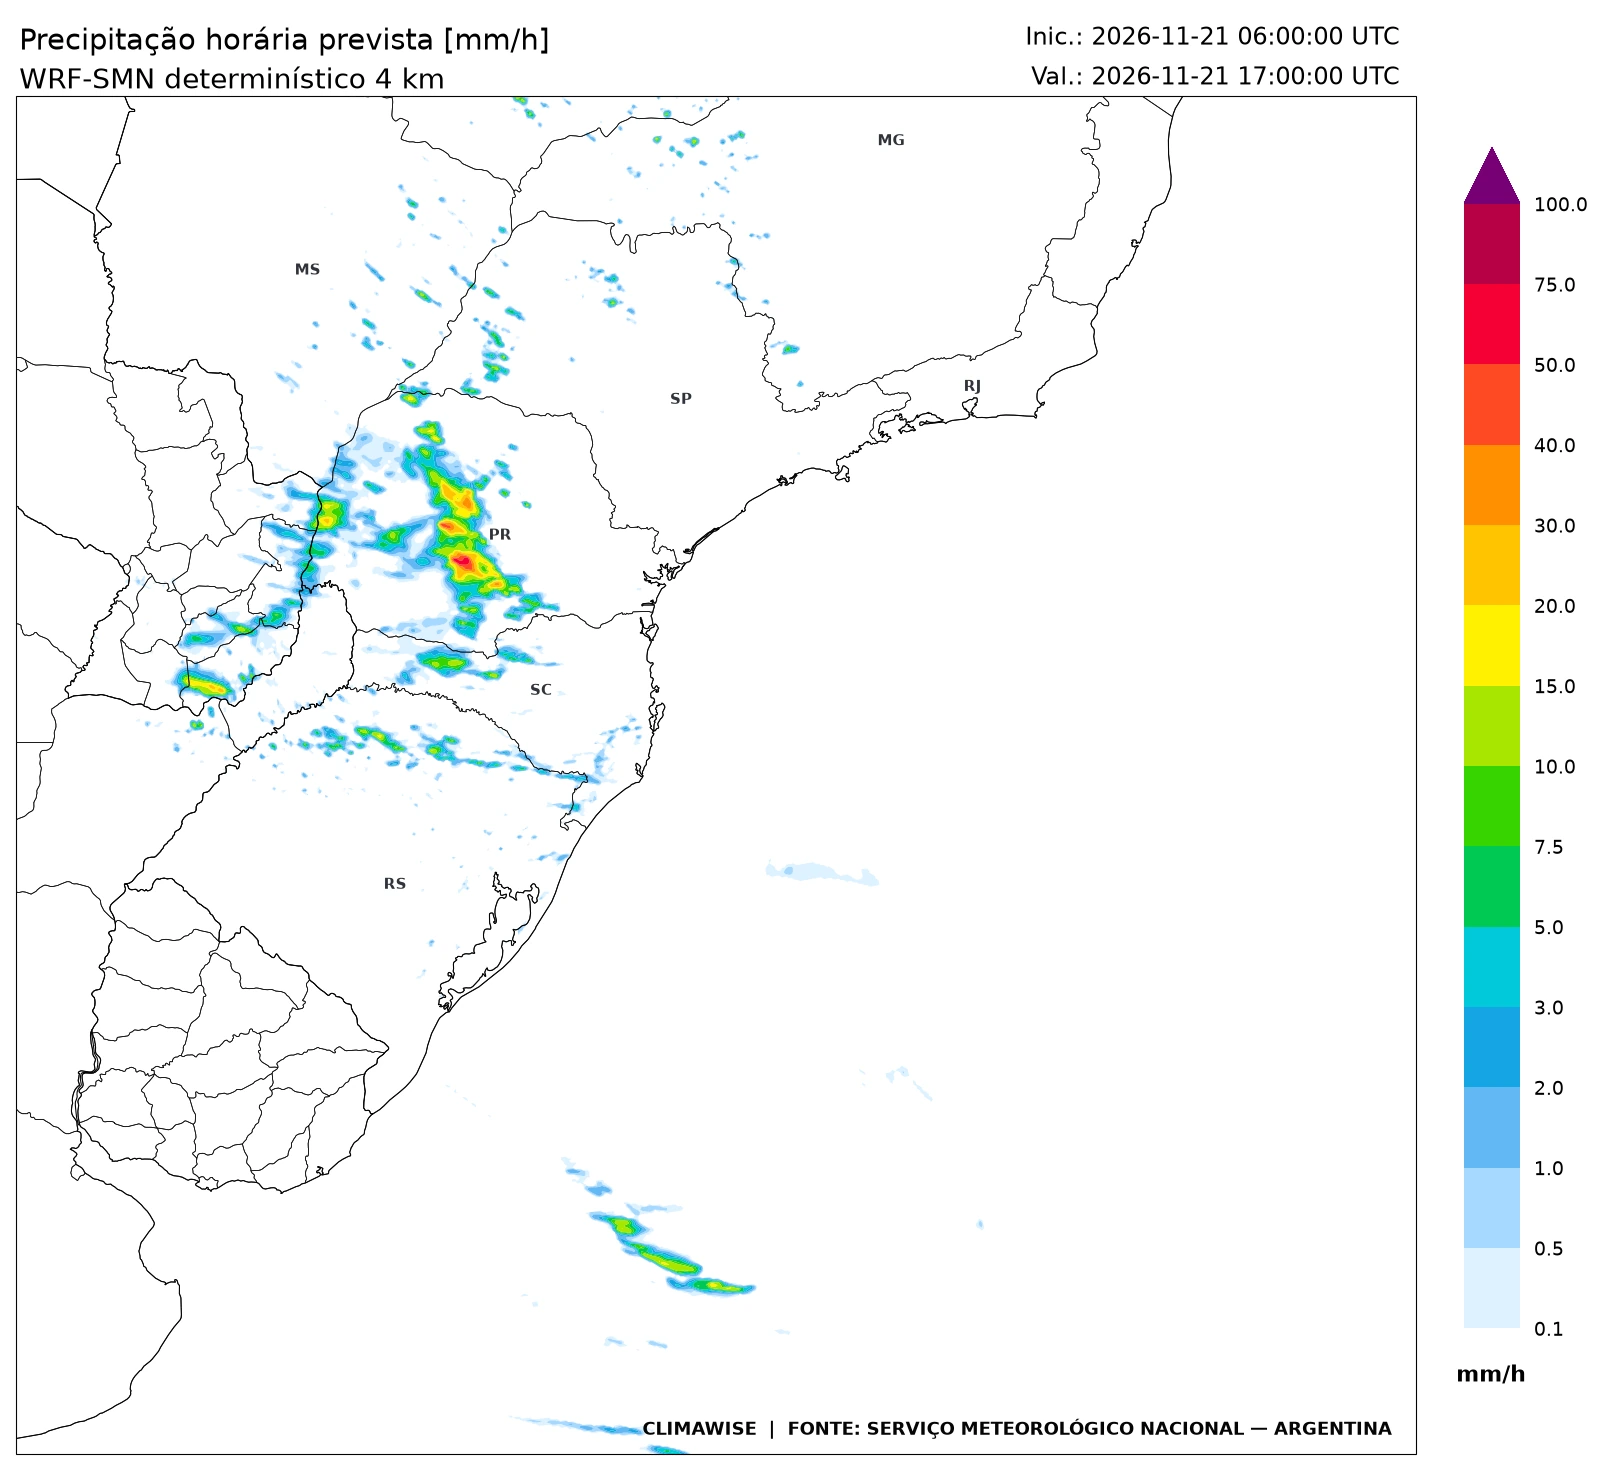 Precipitação horária prevista [mm/h]
WRF-SMN determinístico 4 km
Inic.: 2026-11-21 06:00:00 UTC
Val.: 2026-11-21 17:00:00 UTC
MG
MS
RJ
SP
PR
SC
RS
100.0
75.0
50.0
40.0
30.0
20.0
15.0
10.0
7.5
5.0
3.0
2.0
1.0
0.5
0.1
mm/h
CLIMAWISE | FONTE: SERVIÇO METEOROLÓGICO NACIONAL — ARGENTINA